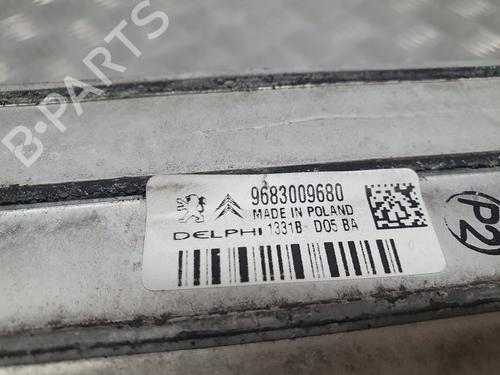 B-PARTS
9683009680
MADE IN POLAND
DELPHI 1331B D05 BA
P2